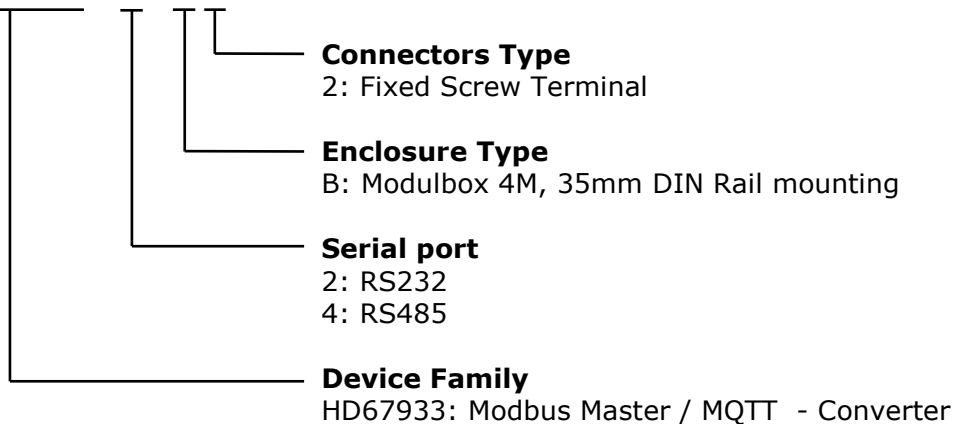 Connectors Type
2: Fixed Screw Terminal
Enclosure Type
B: Modulbox 4M, 35mm DIN Rail mounting
Serial port
2: RS232
4: RS485
Device Family
HD67933: Modbus Master / MQTT - Converter